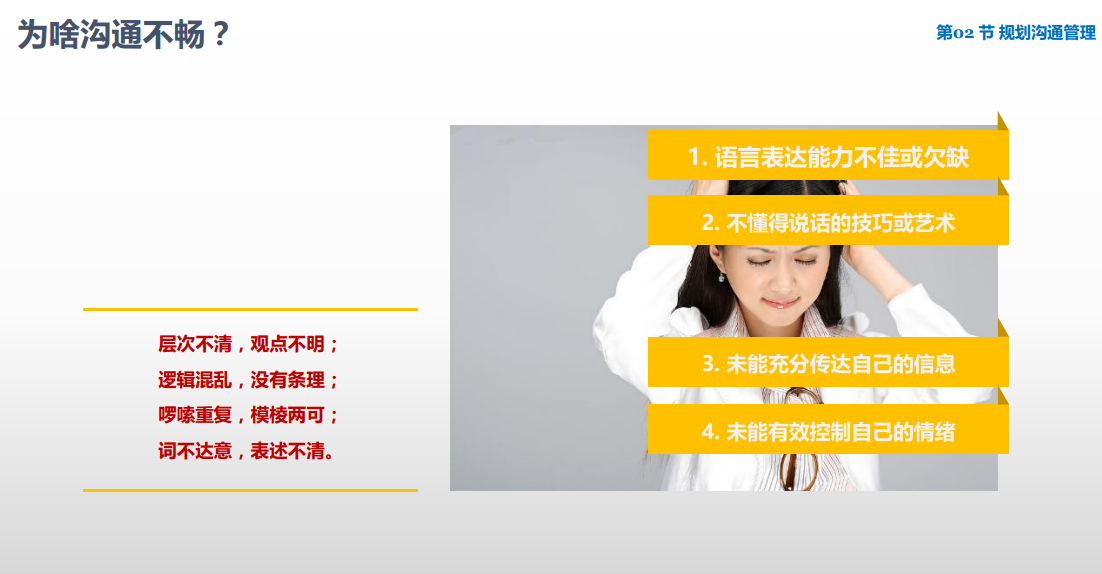 为啥沟通不畅？
第02 节 规划沟通管理
层次不清，观点不明；
逻辑混乱，没有条理；
啰嗦重复，模棱两可；
词不达意，表述不清。
1. 语言表达能力不佳或欠缺
2. 不懂得说话的技巧或艺术
3. 未能充分传达自己的信息
4. 未能有效控制自己的情绪